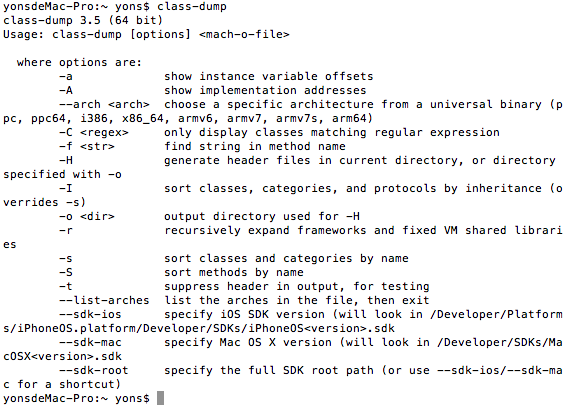 yonsdeMac-Pro:~ yons$ class-dump
class-dump 3.5 (64 bit)
Usage: class-dump [options] <mach-o-file>

  where options are:
        -a             show instance variable offsets
        -A             show implementation addresses
        --arch <arch>  choose a specific architecture from a universal binary (p
pc, ppc64, i386, x86_64, armv6, armv7, armv7s, arm64)
        -C <regex>     only display classes matching regular expression
        -f <str>       find string in method name
        -H             generate header files in current directory, or directory
specified with -o
        -I             sort classes, categories, and protocols by inheritance (o
verrides -s)
        -o <dir>       output directory used for -H
        -r             recursively expand frameworks and fixed VM shared librari
es
        -s             sort classes and categories by name
        -S             sort methods by name
        -t             suppress header in output, for testing
        --list-arches  list the arches in the file, then exit
        --sdk-ios      specify iOS SDK version (will look in /Developer/Platform
s/iPhoneOS.platform/Developer/SDKs/iPhoneOS<version>.sdk
        --sdk-mac      specify Mac OS X version (will look in /Developer/SDKs/Ma
cOSX<version>.sdk
        --sdk-root     specify the full SDK root path (or use --sdk-ios/--sdk-ma
c for a shortcut)
yonsdeMac-Pro:~ yons$